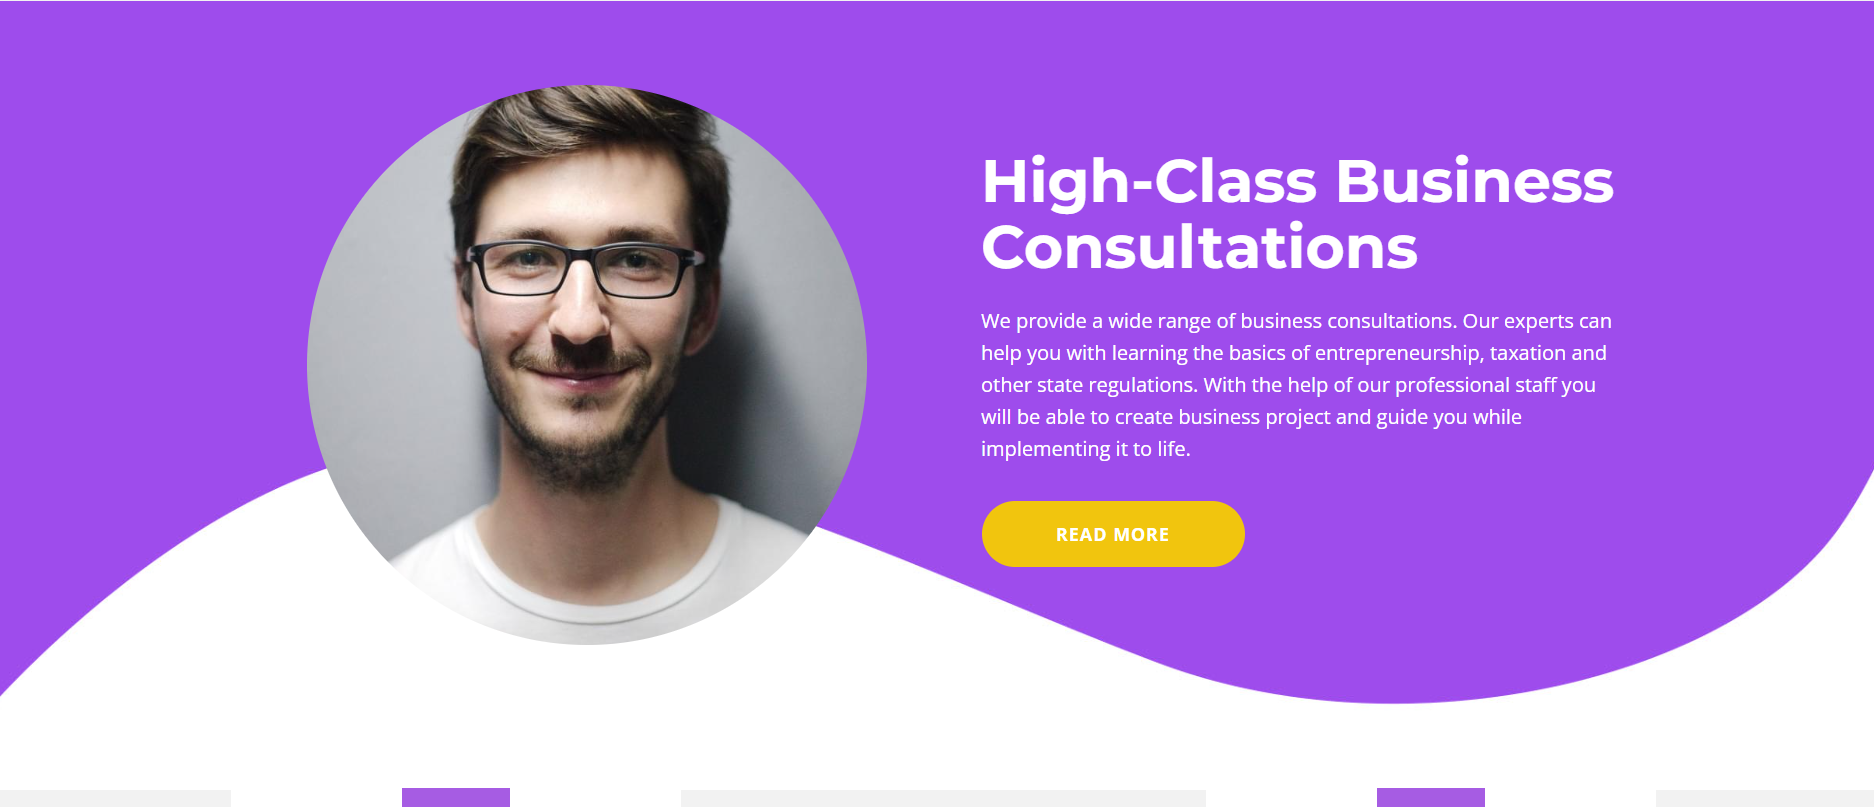 High-Class Business
Consultations
We provide a wide range of business consultations. Our experts can
help you with learning the basics of entrepreneurship, taxation and
other state regulations. With the help of our professional staff you
will be able to create business project and guide you while
implementing it to life.
READ MORE